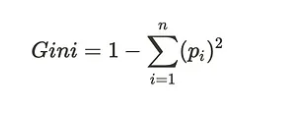 Gini = 1 − ∑_{i=1}^{n} (p_i)^2